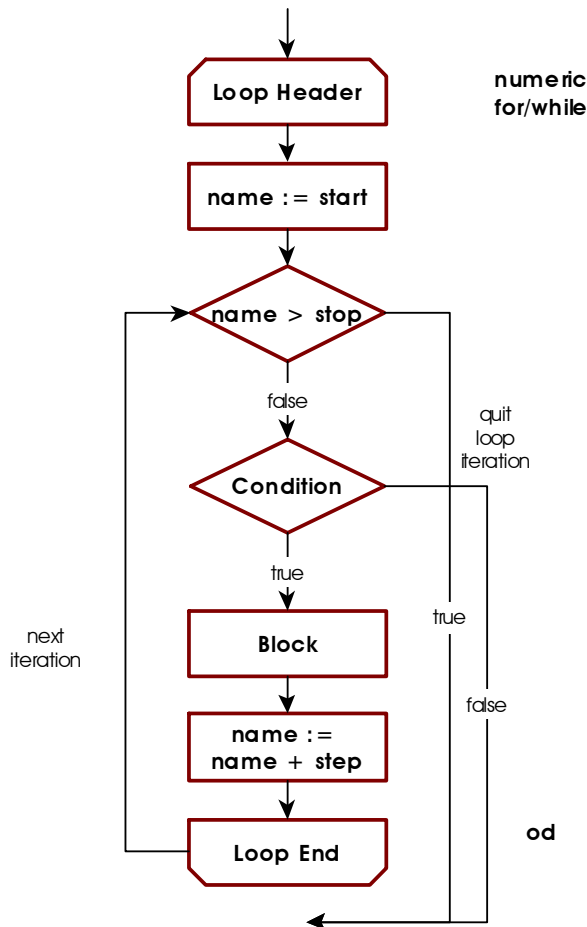 Loop Header
numeric
for/while
name := start
name > stop
false
quit
loop
iteration
Condition
true
true
next
iteration
Block
false
name :=
name + step
od
Loop End